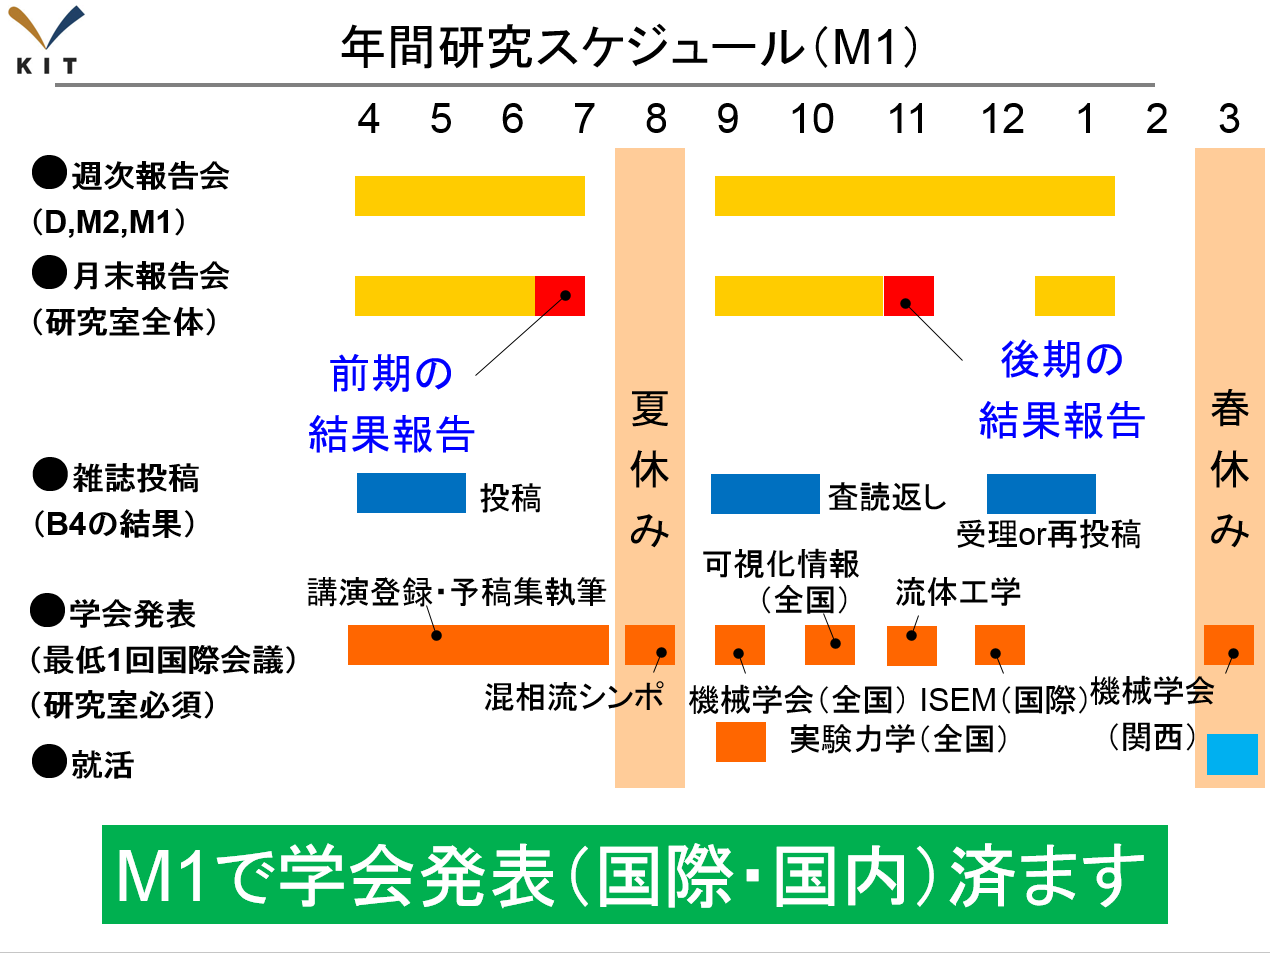 KIT
年間研究スケジュール（M1）
4 5 6 7 8 9 10 11 12 1 2 3
●週次報告会
（D,M2,M1）
●月末報告会
（研究室全体）
前期の
結果報告
後期の
結果報告
夏休み
春休み
●雑誌投稿
（B4の結果）
投稿
査読返し
受理or再投稿
●学会発表
（最低1回国際会議）
（研究室必須）
講演登録・予稿集執筆
混相流シンポ
可視化情報
（全国）
流体工学
機械学会（全国）
ISEM（国際）
機械学会
（関西）
実験力学（全国）
●就活
M1で学会発表（国際・国内）済ます